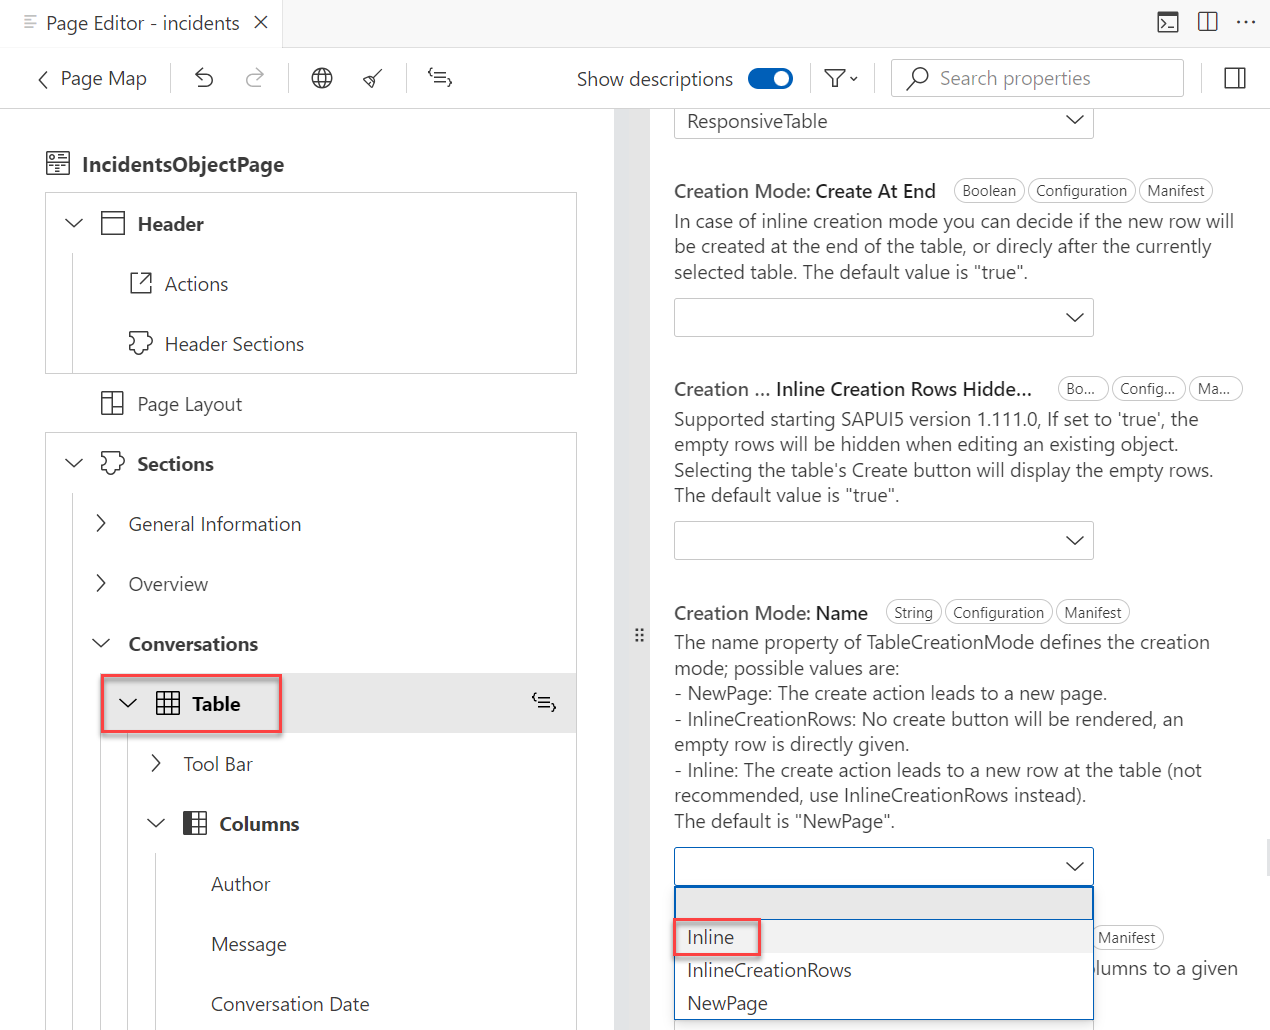 Page Editor - incidents
Page Map
Show descriptions
Search properties
IncidentsObjectPage
Header
Actions
Header Sections
Page Layout
Sections
General Information
Overview
Conversations
Table
Tool Bar
Columns
Author
Message
Conversation Date
ResponsiveTable
Creation Mode: Create At End Boolean Configuration Manifest
In case of inline creation mode you can decide if the new row will
be created at the end of the table, or direcly after the currently
selected table. The default value is "true".
Creation ... Inline Creation Rows Hidde... Bo... Config... Ma...
Supported starting SAPUI5 version 1.111.0, If set to 'true', the
empty rows will be hidden when editing an existing object.
Selecting the table's Create button will display the empty rows.
The default value is "true".
Creation Mode: Name String Configuration Manifest
The name property of TableCreationMode defines the creation
mode; possible values are:
- NewPage: The create action leads to a new page.
- InlineCreationRows: No create button will be rendered, an
empty row is directly given.
- Inline: The create action leads to a new row at the table (not
recommended, use InlineCreationRows instead).
The default is "NewPage".
Inline
Manifest
InlineCreationRows
lumns to a given
NewPage